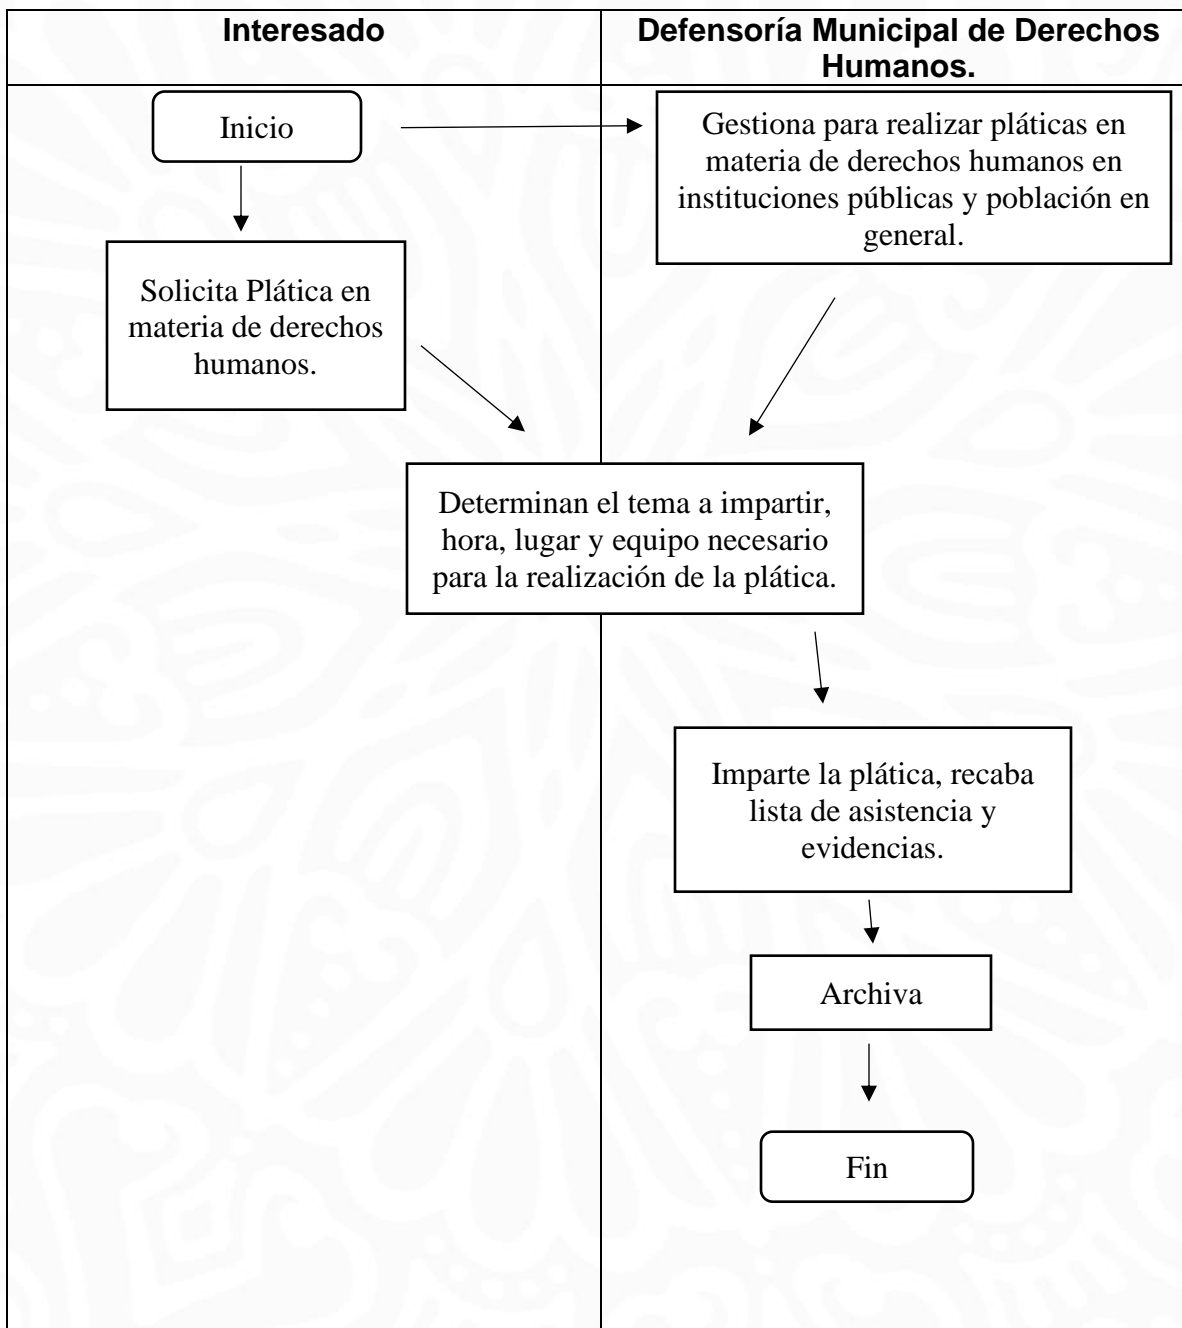 Interesado
Defensoría Municipal de Derechos
Humanos.
Inicio
Gestiona para realizar pláticas en
materia de derechos humanos en
instituciones públicas y población en
general.
Solicita Plática en
materia de derechos
humanos.
Determinan el tema a impartir,
hora, lugar y equipo necesario
para la realización de la plática.
Imparte la plática, recaba
lista de asistencia y
evidencias.
Archiva
Fin